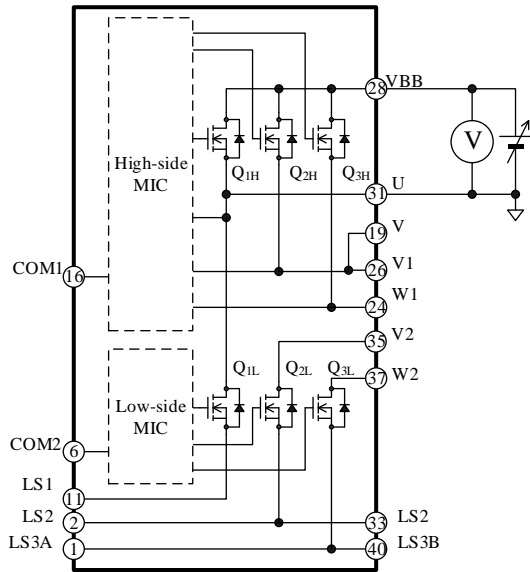 28 VBB
V
High-side
MIC
Q1H Q2H Q3H
31 U
19 V
COM1 16
26 V1
24 W1
35 V2
Q1L Q2L Q3L
37 W2
Low-side
MIC
COM2 6
LS1 11
LS2 2
33 LS2
LS3A 1
40 LS3B